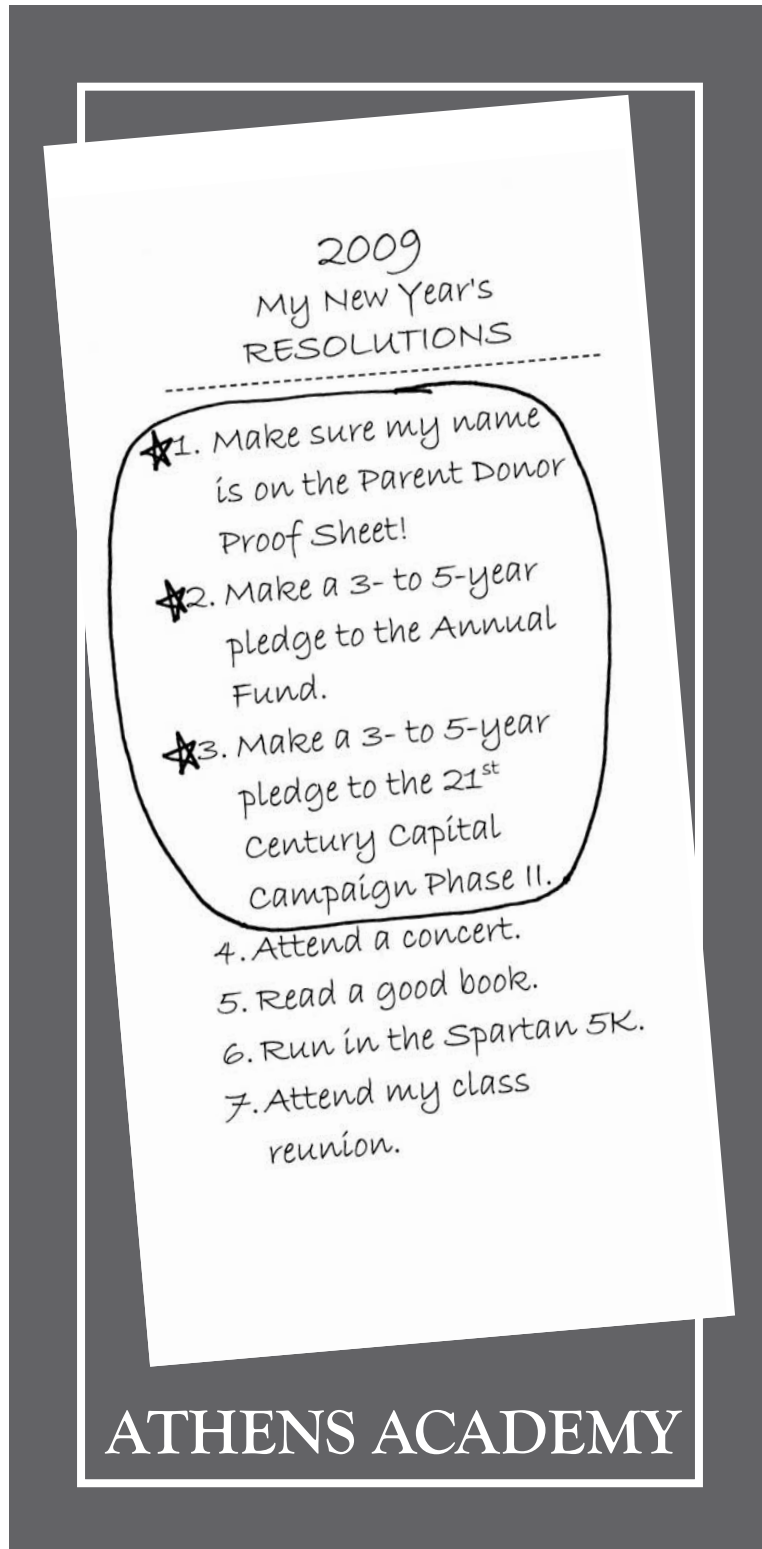 2009
My New Year's
RESOLUTIONS
1. Make sure my name
is on the Parent Donor
Proof Sheet!
2. Make a 3- to 5-year
pledge to the Annual
Fund.
3. Make a 3- to 5-year
pledge to the 21st
Century Capital
Campaign Phase II.
4. Attend a concert.
5. Read a good book.
6. Run in the Spartan 5K.
7. Attend my class
reunion.
ATHENS ACADEMY